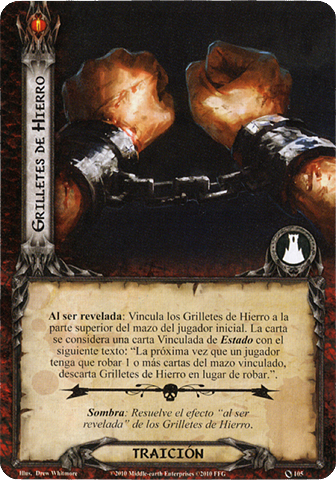 GRILLETES DE HIERRO
Al ser revelada: Vincula los Grilletes de Hierro a la
parte superior del mazo del jugador inicial. La carta
se considera una carta Vinculada de Estado con el
siguiente texto: “La próxima vez que un jugador
tenga que robar 1 o más cartas del mazo vinculado,
descarta Grilletes de Hierro en lugar de robar.”.
Sombra: Resuelve el efecto “al ser
revelada” de los Grilletes de Hierro.
TRAICIÓN
Illus. Drew Whitmore ©2010 Middle-earth Enterprises ©2010 FFG 105